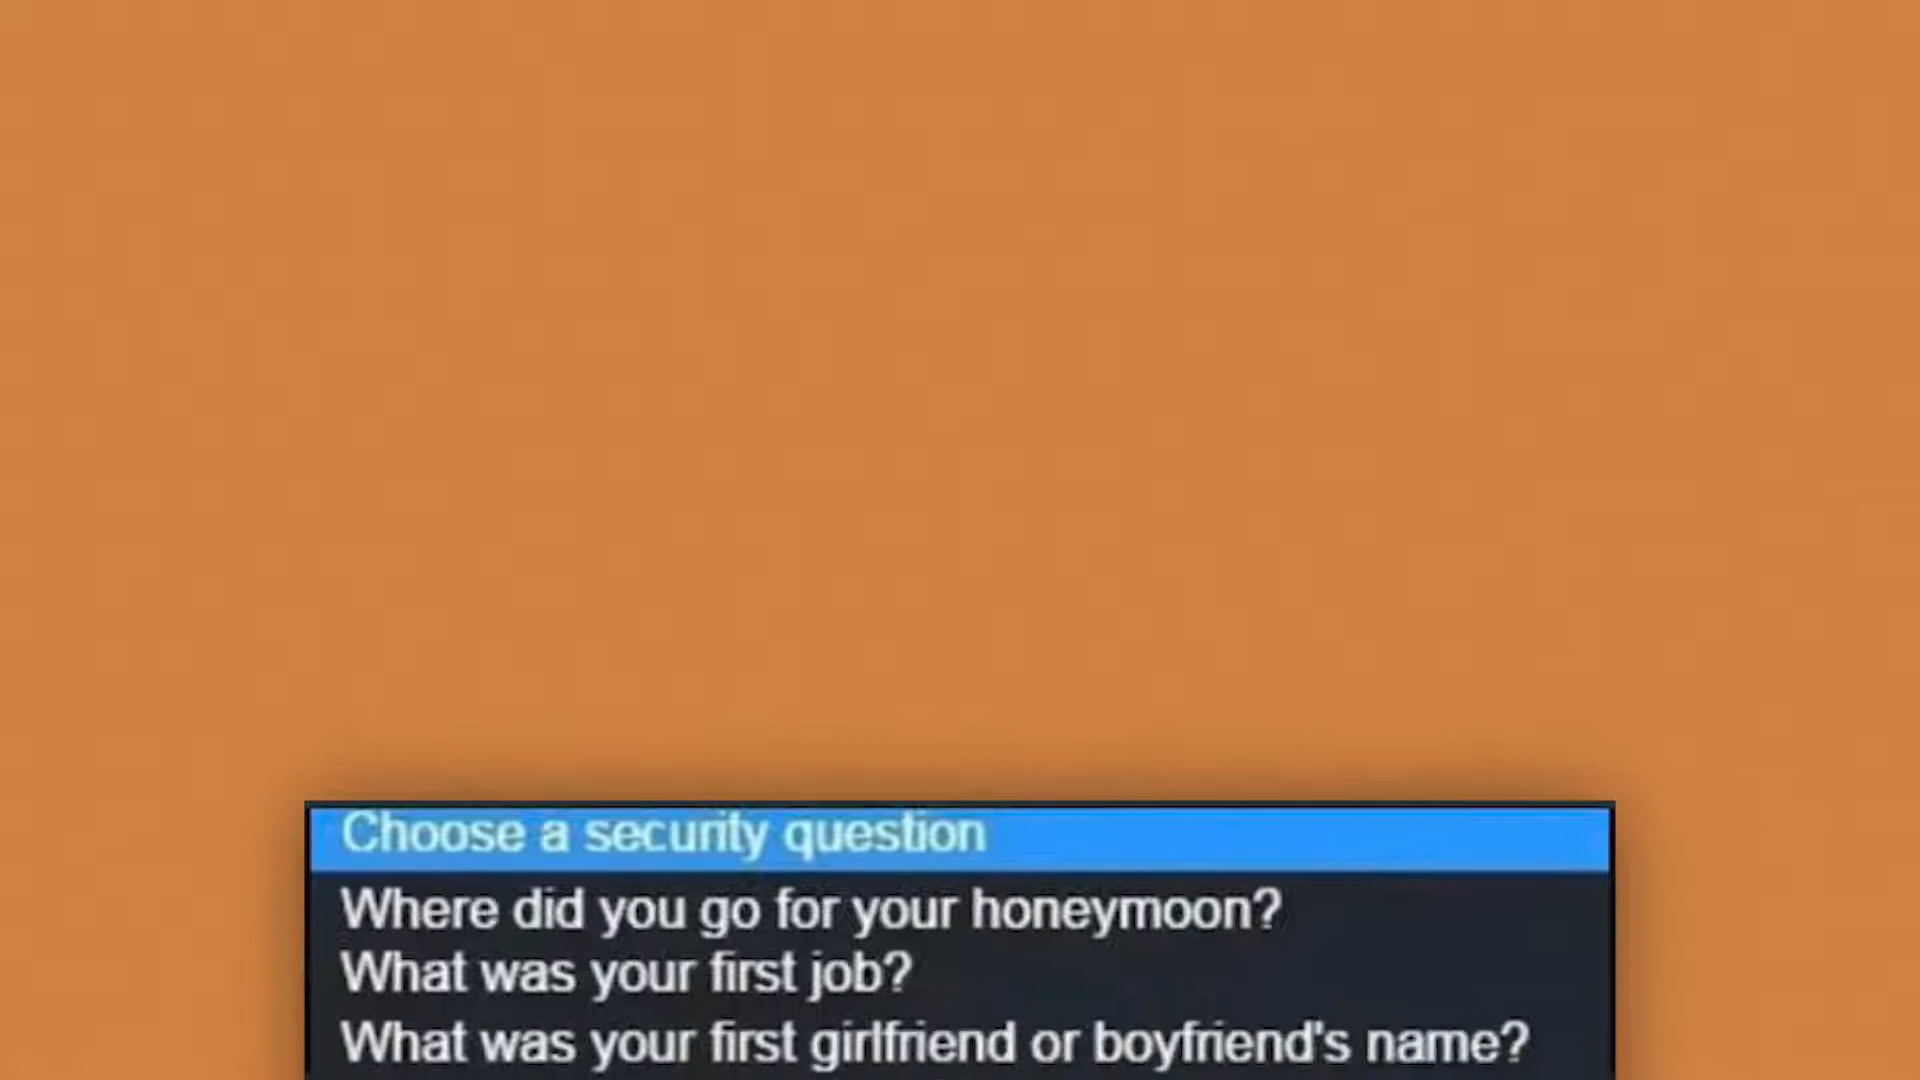 Choose a security question
Where did you go for your honeymoon?
What was your first job?
What was your first girlfriend or boyfriend's name?